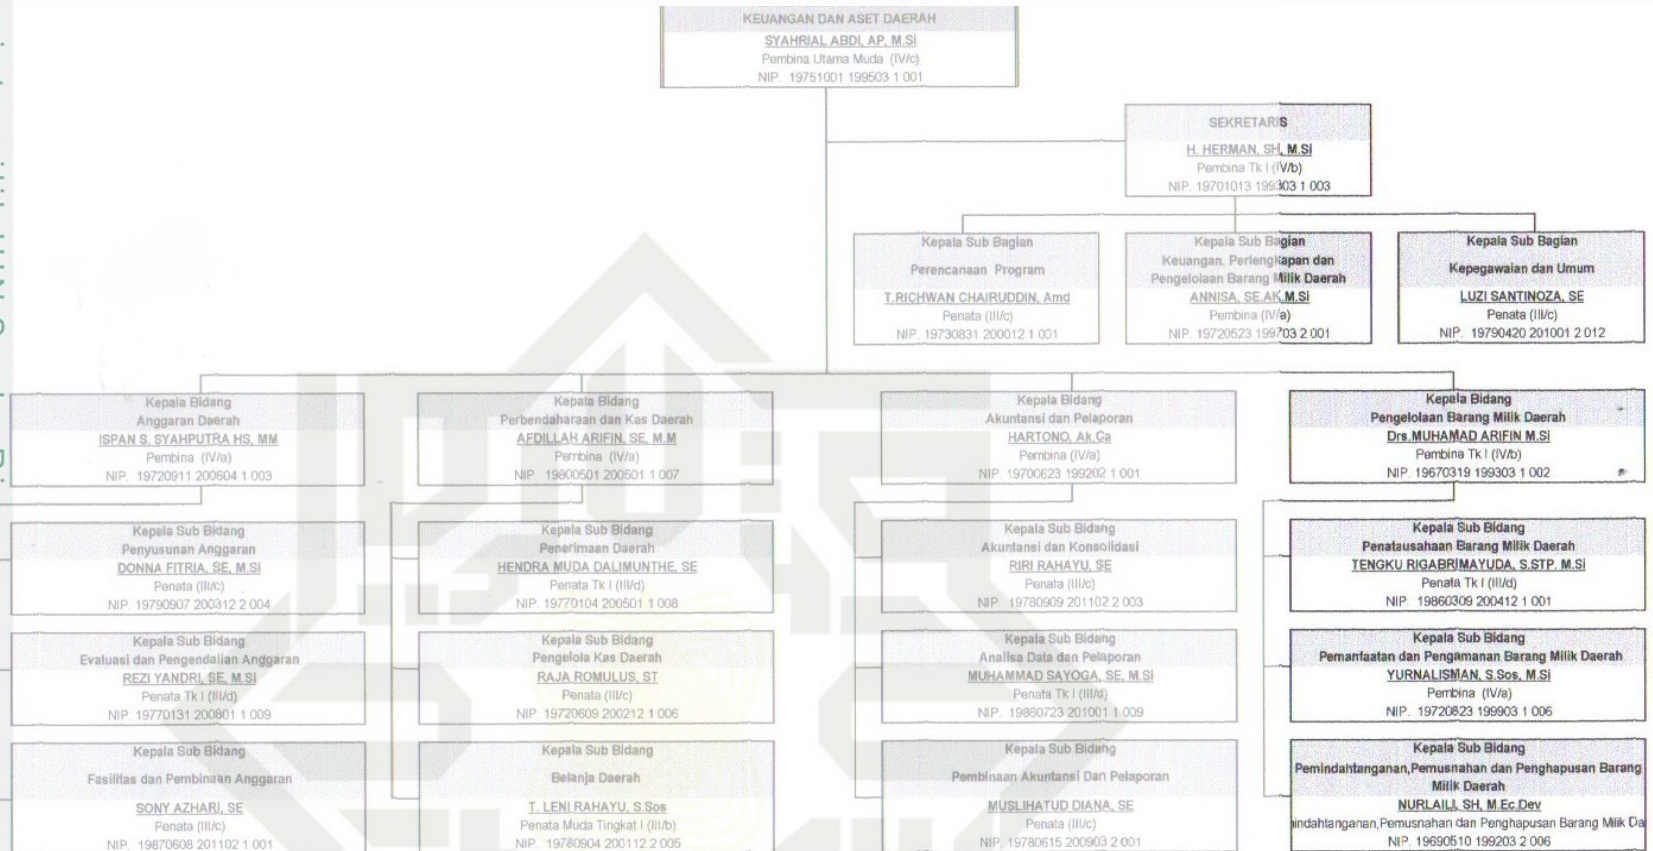 KEUANGAN DAN ASET DAERAH
SYAHRIAL ABDI, AP, M.Si
Pembina Utama Muda (IV/c)
NIP. 19751001 199503 1 001
SEKRETARIS
H. HERMAN, SH, M.Si
Pembina Tk I (IV/b)
NIP. 19701013 199303 1 003
Kepala Sub Bagian
Perencanaan Program
T.RICHWAN CHAIRUDDIN, Amd
Penata (III/c)
NIP. 19730831 200012 1 001
Kepala Sub Bagian
Keuangan, Perlengkapan dan
Pengelolaan Barang Milik Daerah
ANNISA, SE.AK,M.Si
Pembina (IV/a)
NIP. 19720523 199703 2 001
Kepala Sub Bagian
Kepegawaian dan Umum
LUZI SANTINOZA, SE
Penata (III/c)
NIP. 19790420 201001 2 012
Kepala Bidang
Anggaran Daerah
ISPAN S. SYAHPUTRA HS, MM
Pembina (IV/a)
NIP. 19720911 200604 1 003
Kepala Bidang
Perbendaharaan dan Kas Daerah
AFDILLAH ARIFIN, SE, M.M
Pembina (IV/a)
NIP. 19800501 200501 1 007
Kepala Bidang
Akuntansi dan Pelaporan
HARTONO, Ak,Ca
Pembina (IV/a)
NIP. 19700623 199202 1 001
Kepala Bidang
Pengelolaan Barang Milik Daerah
Drs.MUHAMAD ARIFIN M.Si
Pembina Tk I (IV/b)
NIP. 19670319 199303 1 002
Kepala Sub Bidang
Penyusunan Anggaran
DONNA FITRIA, SE, M.Si
Penata (III/c)
NIP. 19790907 200312 2 004
Kepala Sub Bidang
Penerimaan Daerah
HENDRA MUDA DALIMUNTHE, SE
Penata Tk I (III/d)
NIP. 19770104 200501 1 008
Kepala Sub Bidang
Akuntansi dan Konsolidasi
RIRI RAHAYU, SE
Penata (III/c)
NIP 19780909 201102 2 003
Kepala Sub Bidang
Penatausahaan Barang Milik Daerah
TENGKU RIGABRIMAYUDA, S.STP, M.Si
Penata Tk I (III/d)
NIP. 19860309 200412 1 001
Kepala Sub Bidang
Evaluasi dan Pengendalian Anggaran
REZI YANDRI, SE, M.Si
Penata Tk I (III/d)
NIP. 19770131 200801 1 009
Kepala Sub Bidang
Pengelola Kas Daerah
RAJA ROMULUS, ST
Penata (III/c)
NIP. 19720609 200212 1 006
Kepala Sub Bidang
Analisa Data dan Pelaporan
MUHAMMAD SAYOGA, SE, M.Si
Penata Tk I (III/d)
NIP. 19860723 201001 1 009
Kepala Sub Bidang
Pemanfaatan dan Pengamanan Barang Milik Daerah
YURNALISMAN, S.Sos, M.Si
Pembina (IV/a)
NIP. 19720823 199903 1 006
Kepala Sub Bidang
Fasilitas dan Pembinaan Anggaran
SONY AZHARI, SE
Penata (III/c)
NIP. 19870608 201102 1 001
Kepala Sub Bidang
Belanja Daerah
T. LENI RAHAYU, S.Sos
Penata Muda Tingkat I (III/b)
NIP. 19780904 200112 2 005
Kepala Sub Bidang
Pembinaan Akuntansi Dan Pelaporan
MUSLIHATUD DIANA, SE
Penata (III/c)
NIP. 19780615 200903 2 001
Kepala Sub Bidang
Pemindahtanganan,Pemusnahan dan Penghapusan Barang
Milik Daerah
NURLAILI, SH, M.Ec.Dev
indahtanganan,Pemusnahan dan Penghapusan Barang Milik Da
NIP. 19690510 199203 2 006